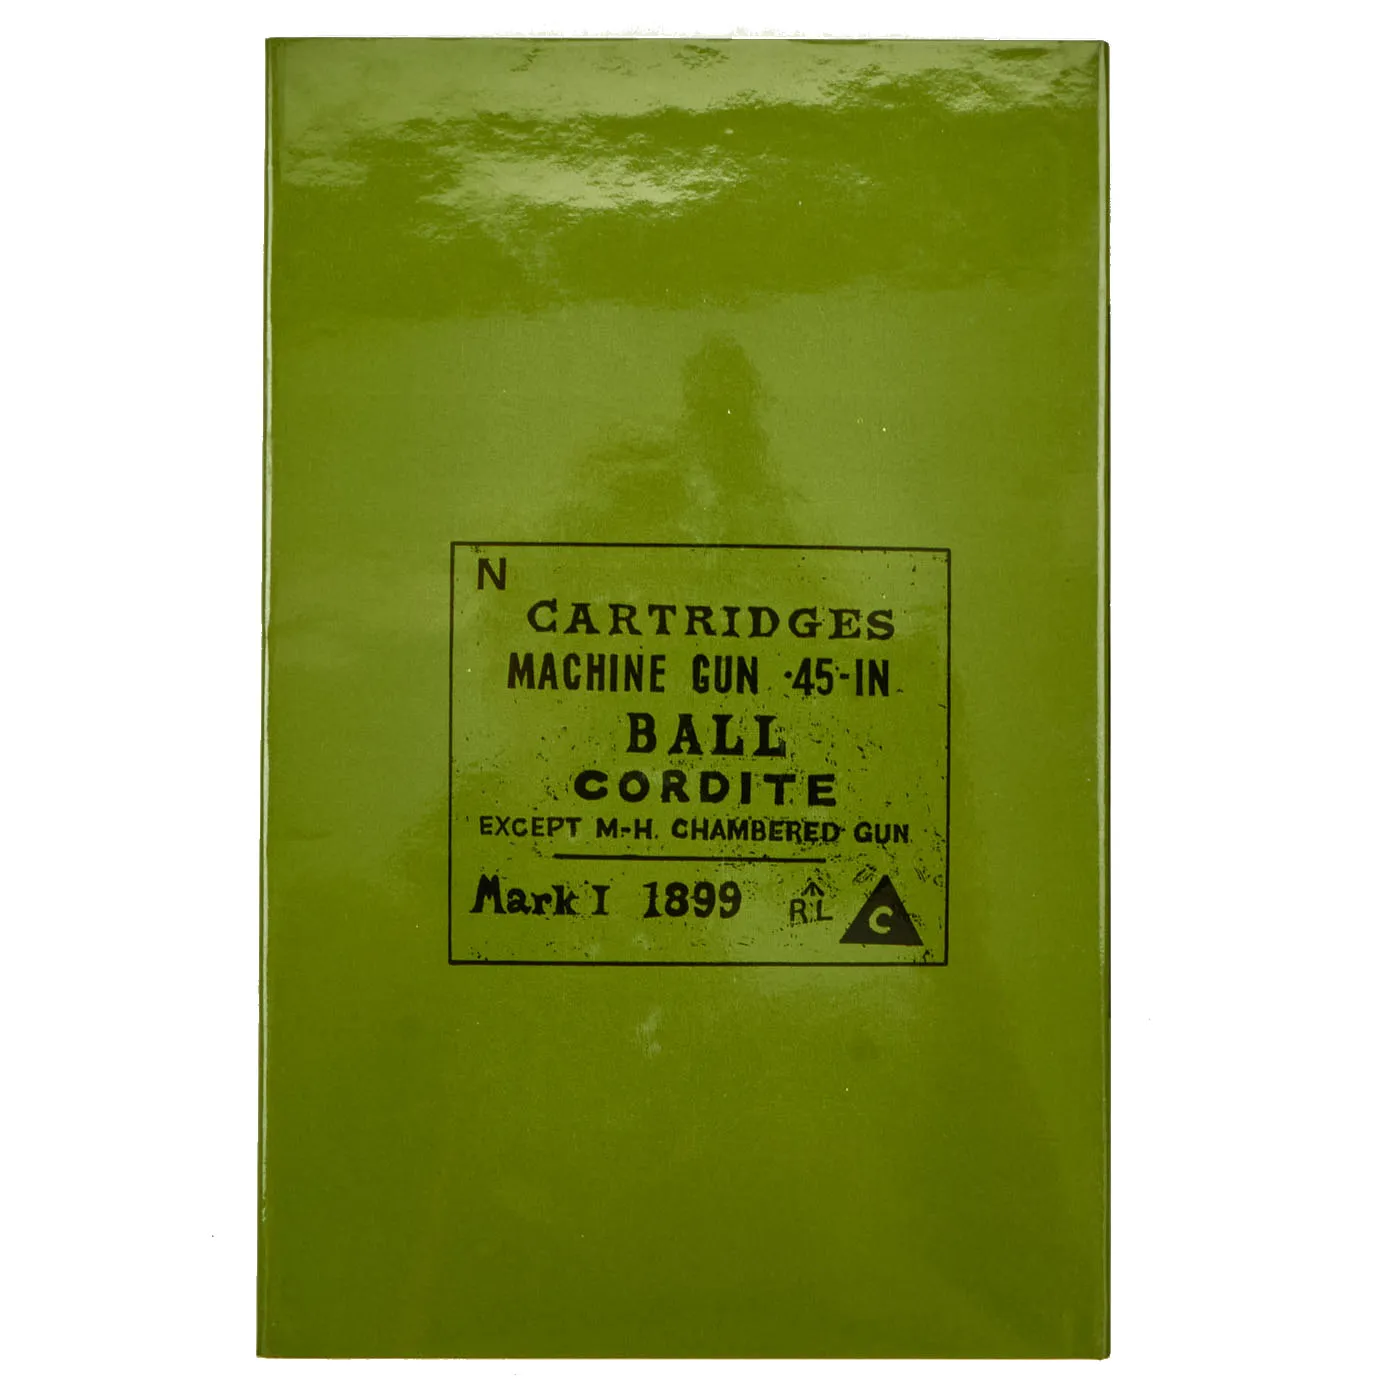 N
CARTRIDGES
MACHINE GUN ·45-IN
BALL
CORDITE
EXCEPT M-H. CHAMBERED GUN
Mark I 1899 R↑L C